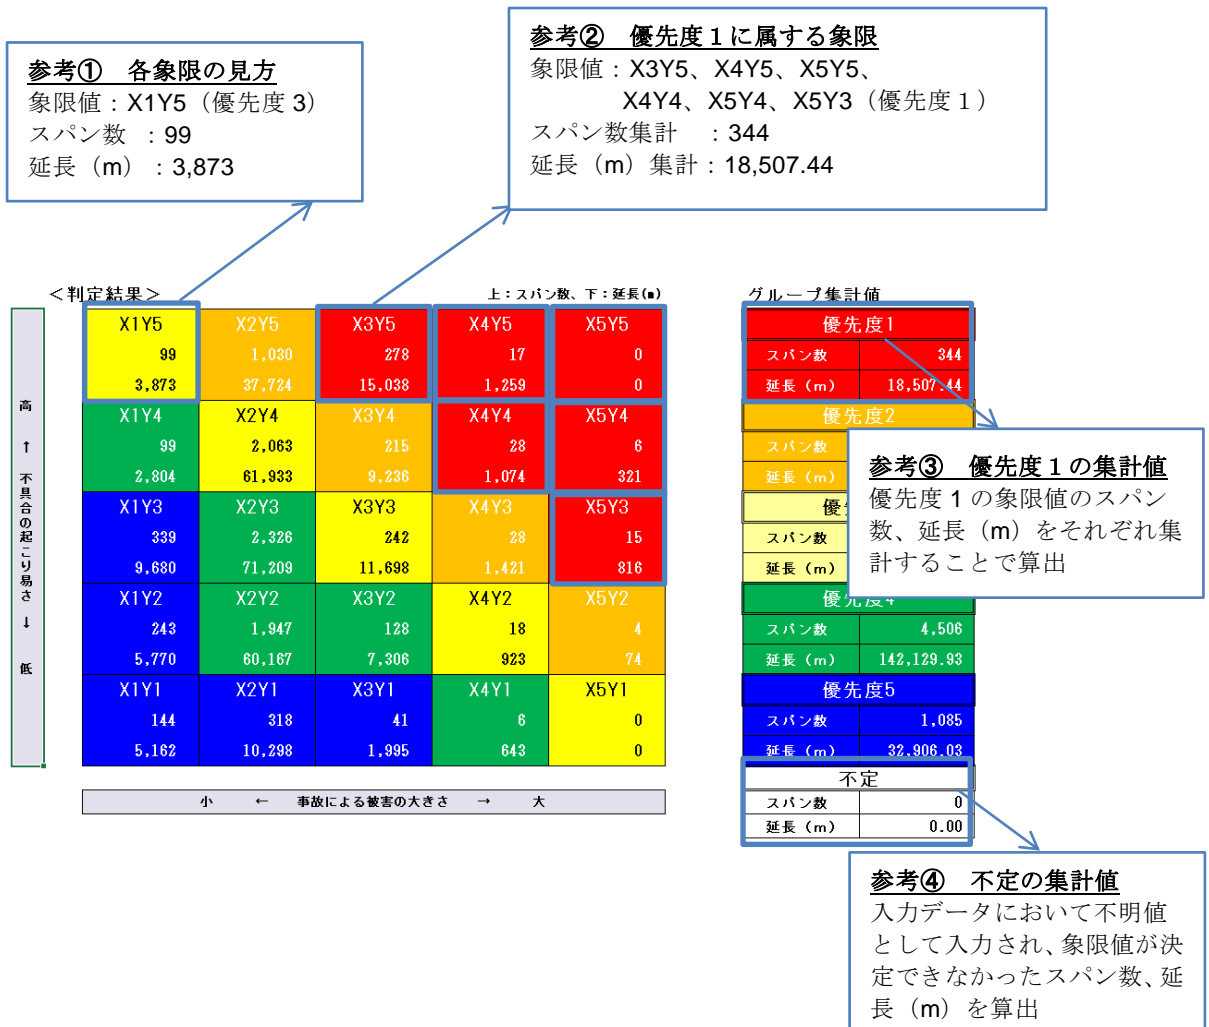 参考① 各象限の見方
象限値：X1Y5（優先度 3）
スパン数 ：99
延長（m）：3,873
参考② 優先度１に属する象限
象限値：X3Y5、X4Y5、X5Y5、
X4Y4、X5Y4、X5Y3（優先度１）
スパン数集計 ：344
延長（m）集計：18,507.44
＜判定結果＞
上：スパン数、下：延長(m)
高 ↑ 不具合の起こり易さ ↓ 低
X1Y5 X2Y5 X3Y5 X4Y5 X5Y5
99 1,030 278 17 0
3,873 37,724 15,038 1,259 0
X1Y4 X2Y4 X3Y4 X4Y4 X5Y4
99 2,063 215 28 6
2,804 61,933 9,236 1,074 321
X1Y3 X2Y3 X3Y3 X4Y3 X5Y3
339 2,326 242 28 15
9,680 71,209 11,698 1,421 816
X1Y2 X2Y2 X3Y2 X4Y2 X5Y2
243 1,947 128 18 4
5,770 60,167 7,306 923 74
X1Y1 X2Y1 X3Y1 X4Y1 X5Y1
144 318 41 6 0
5,162 10,298 1,995 643 0
小 ← 事故による被害の大きさ → 大
グループ集計値
優先度1
スパン数 344
延長（m） 18,507.44
優先度2
スパン数
延長（m）
優
スパン数
延長（m）
優先度4
スパン数 4,506
延長（m） 142,129.93
優先度5
スパン数 1,085
延長（m） 32,906.03
不定
スパン数 0
延長（m） 0.00
参考③ 優先度１の集計値
優先度 1 の象限値のスパン
数、延長（m）をそれぞれ集
計することで算出
参考④ 不定の集計値
入力データにおいて不明値
として入力され、象限値が決
定できなかったスパン数、延
長（m）を算出